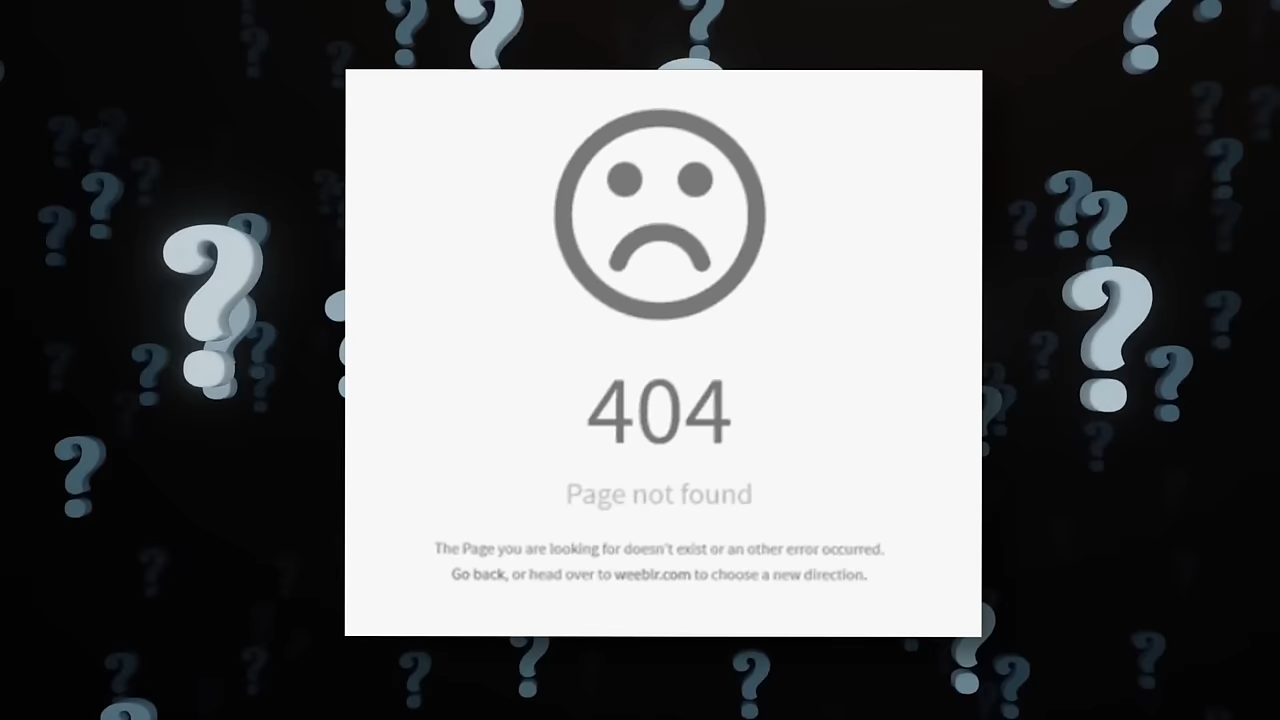 404
Page not found
The Page you are looking for doesn't exist or an other error occurred.
Go back, or head over to weeblr.com to choose a new direction.